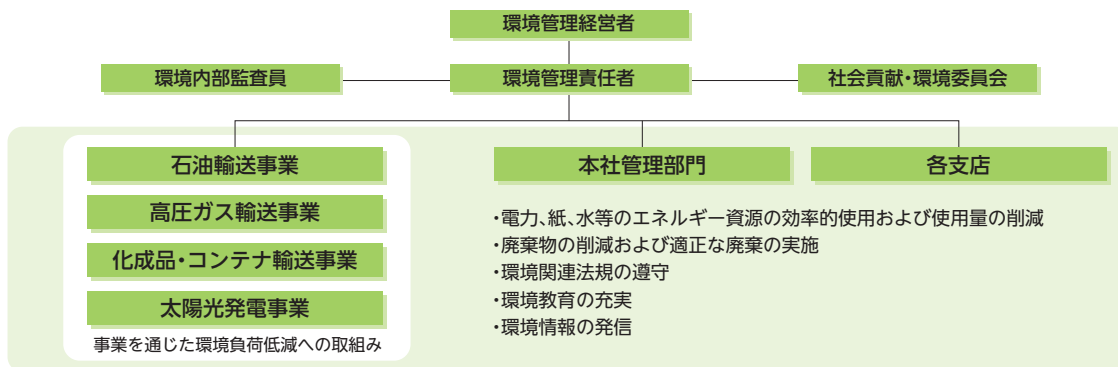 環境管理経営者
環境内部監査員
環境管理責任者
社会貢献・環境委員会
石油輸送事業
高圧ガス輸送事業
化成品・コンテナ輸送事業
太陽光発電事業
事業を通じた環境負荷低減への取組み
本社管理部門
各支店
・電力、紙、水等のエネルギー資源の効率的使用および使用量の削減
・廃棄物の削減および適正な廃棄の実施
・環境関連法規の遵守
・環境教育の充実
・環境情報の発信